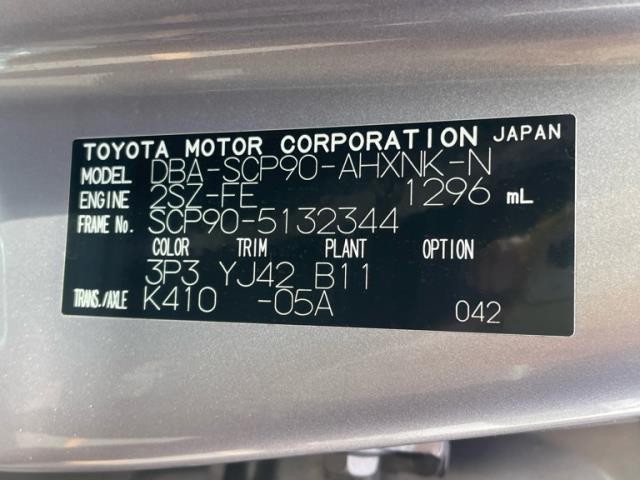 TOYOTA MOTOR CORPORATION JAPAN
MODEL DBA-SCP90-AHXNK-N
ENGINE 2SZ-FE 1296 mL
FRAME No. SCP90-5132344
COLOR TRIM PLANT OPTION
3P3 YJ42 B11
TRANS./AXLE K410 -05A 042